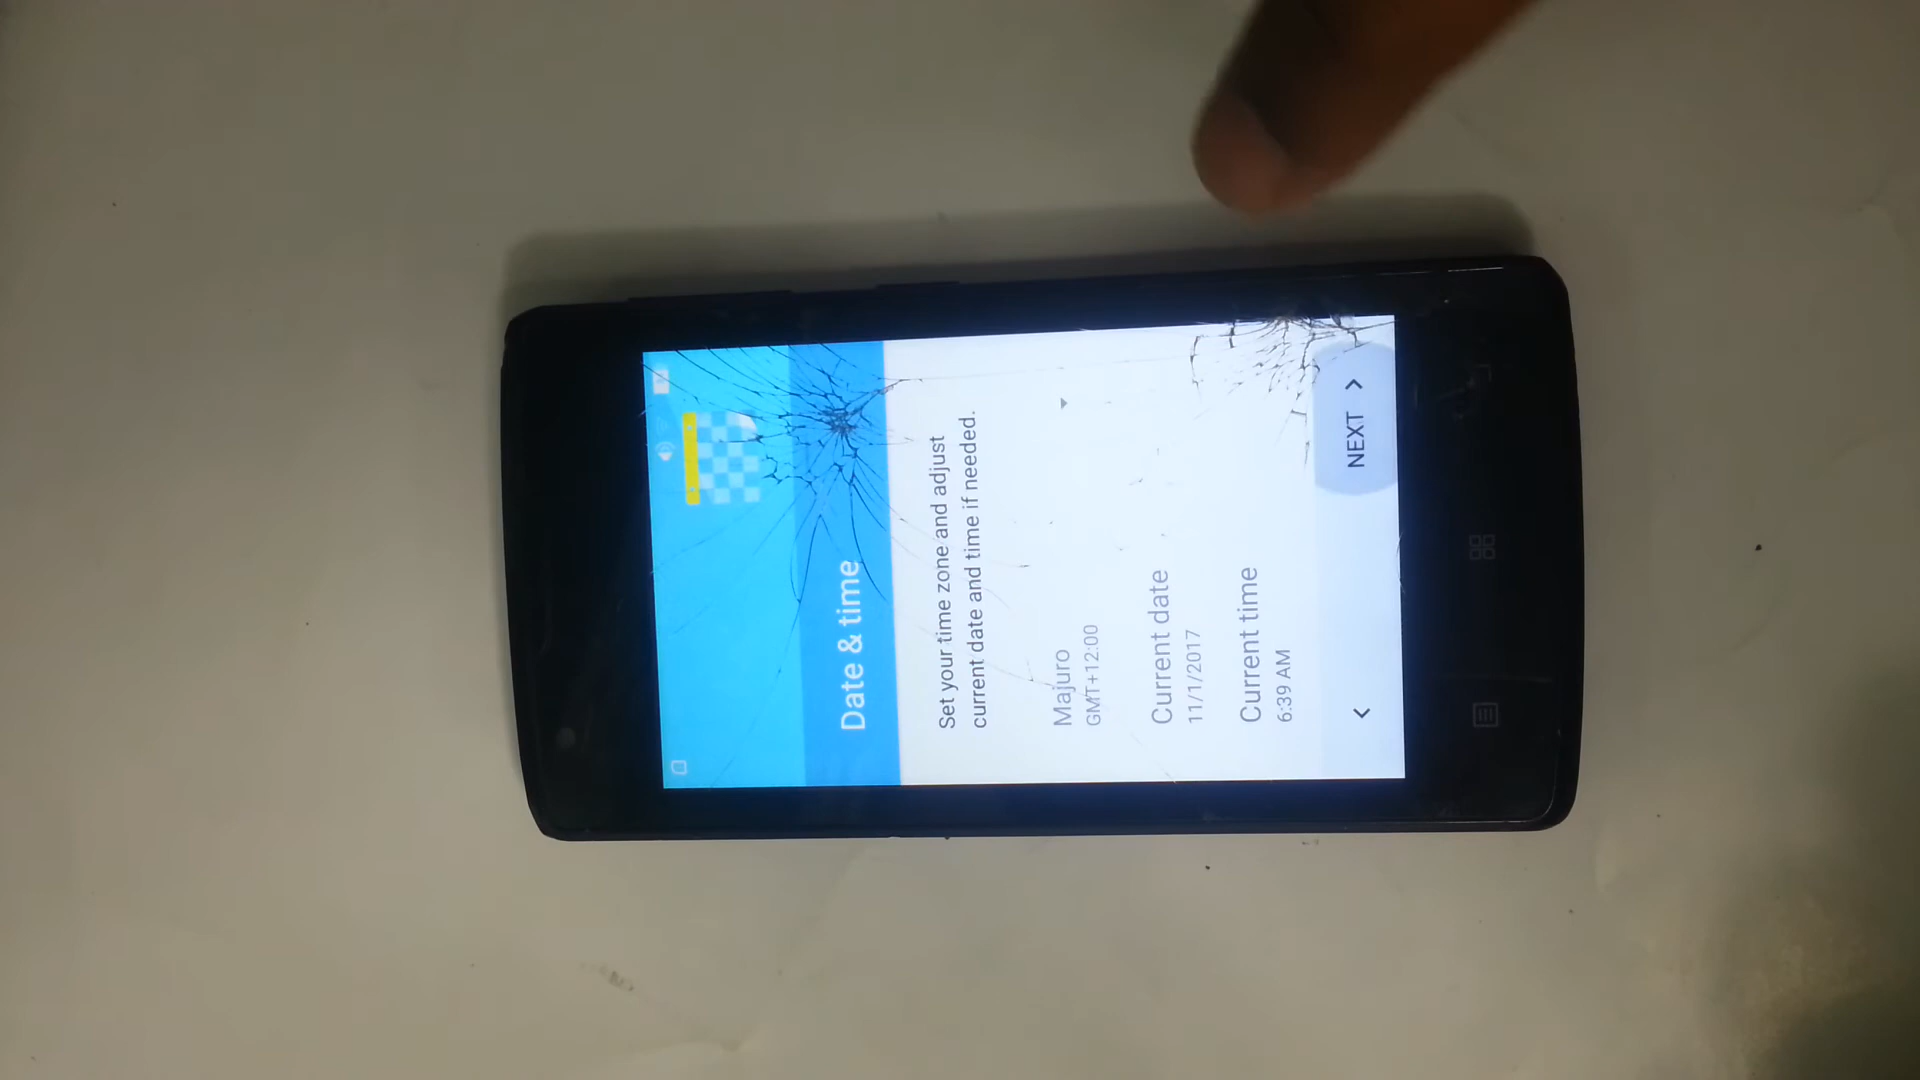 Date & time
Set your time zone and adjust
current date and time if needed.
Majuro
GMT+12:00
Current date
11/1/2017
Current time
6:39 AM
NEXT